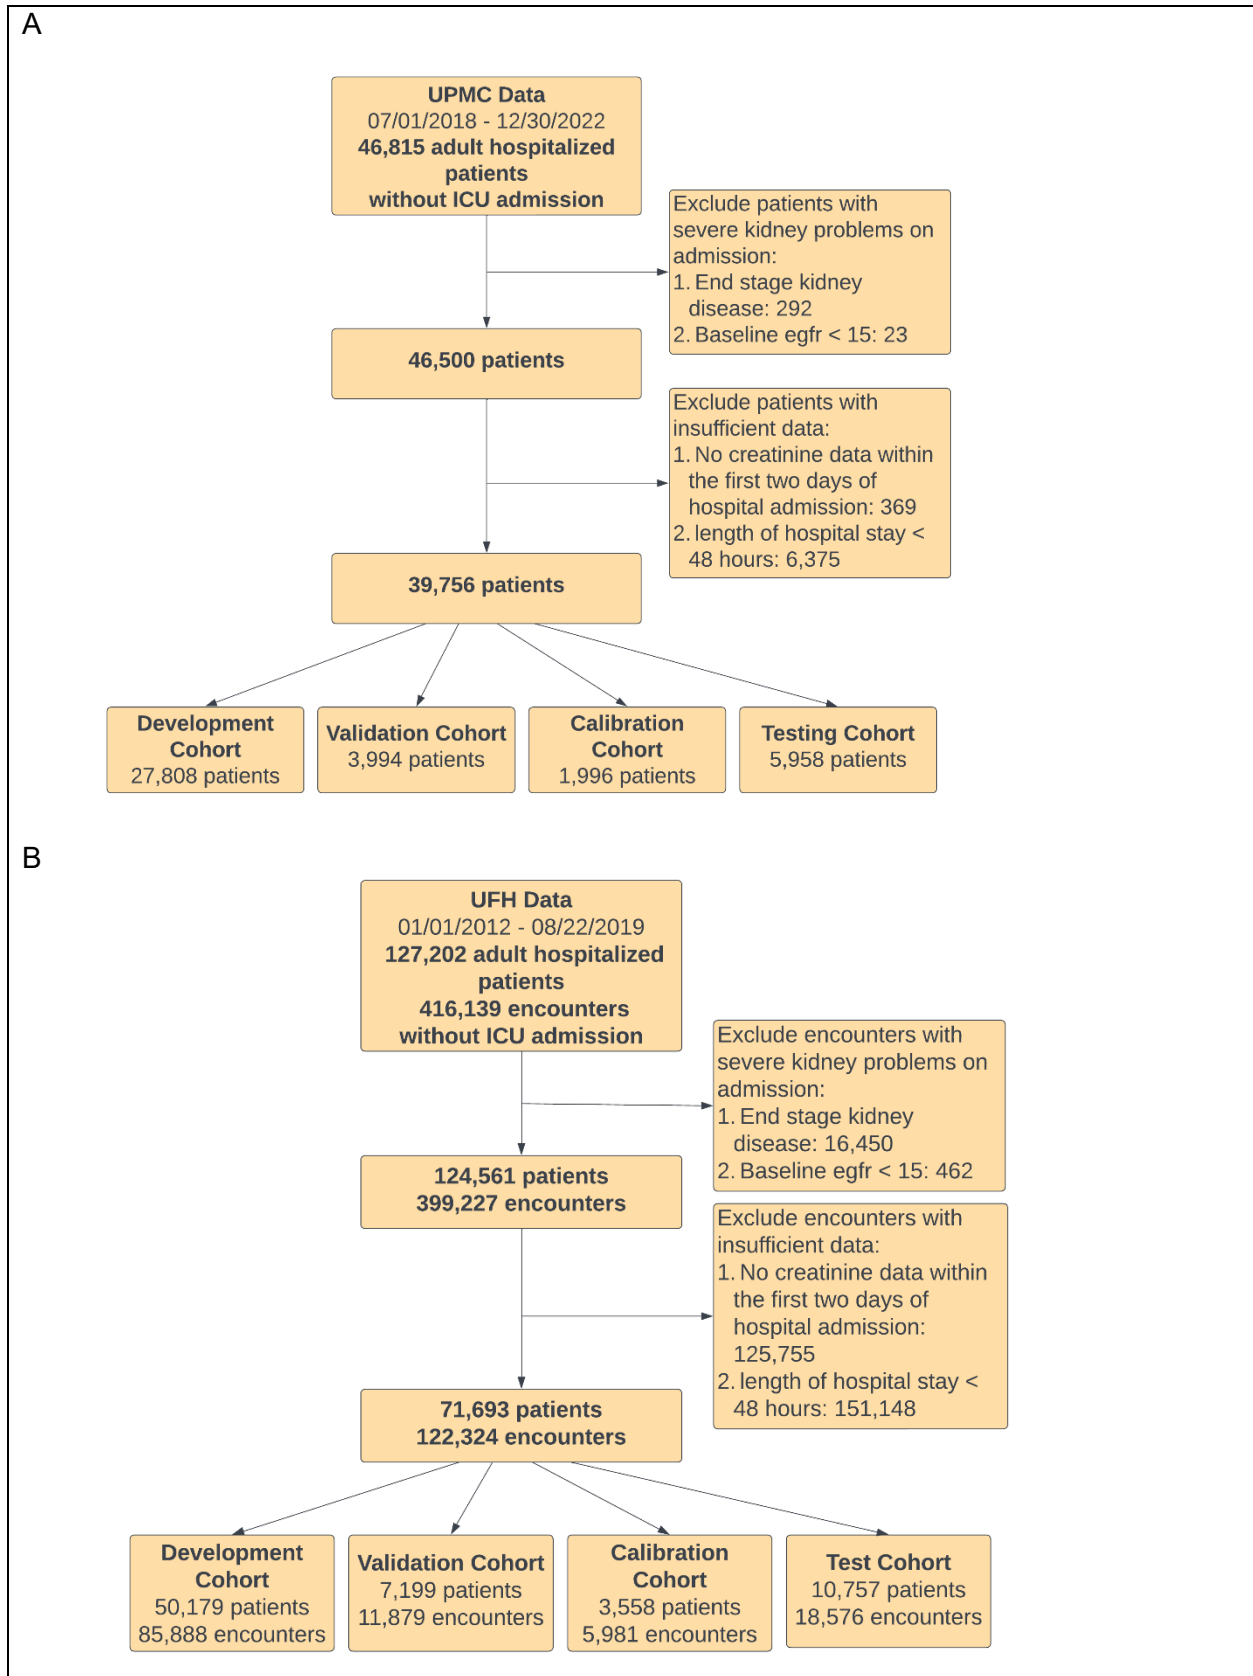 A
UPMC Data
07/01/2018 - 12/30/2022
46,815 adult hospitalized
patients
without ICU admission
Exclude patients with
severe kidney problems on
admission:
1. End stage kidney
disease: 292
2. Baseline egfr < 15: 23
46,500 patients
Exclude patients with
insufficient data:
1. No creatinine data within
the first two days of
hospital admission: 369
2. length of hospital stay <
48 hours: 6,375
39,756 patients
Development
Cohort
27,808 patients
Validation Cohort
3,994 patients
Calibration
Cohort
1,996 patients
Testing Cohort
5,958 patients
B
UFH Data
01/01/2012 - 08/22/2019
127,202 adult hospitalized
patients
416,139 encounters
without ICU admission
Exclude encounters with
severe kidney problems on
admission:
1. End stage kidney
disease: 16,450
2. Baseline egfr < 15: 462
124,561 patients
399,227 encounters
Exclude encounters with
insufficient data:
1. No creatinine data within
the first two days of
hospital admission:
125,755
2. length of hospital stay <
48 hours: 151,148
71,693 patients
122,324 encounters
Development
Cohort
50,179 patients
85,888 encounters
Validation Cohort
7,199 patients
11,879 encounters
Calibration
Cohort
3,558 patients
5,981 encounters
Test Cohort
10,757 patients
18,576 encounters